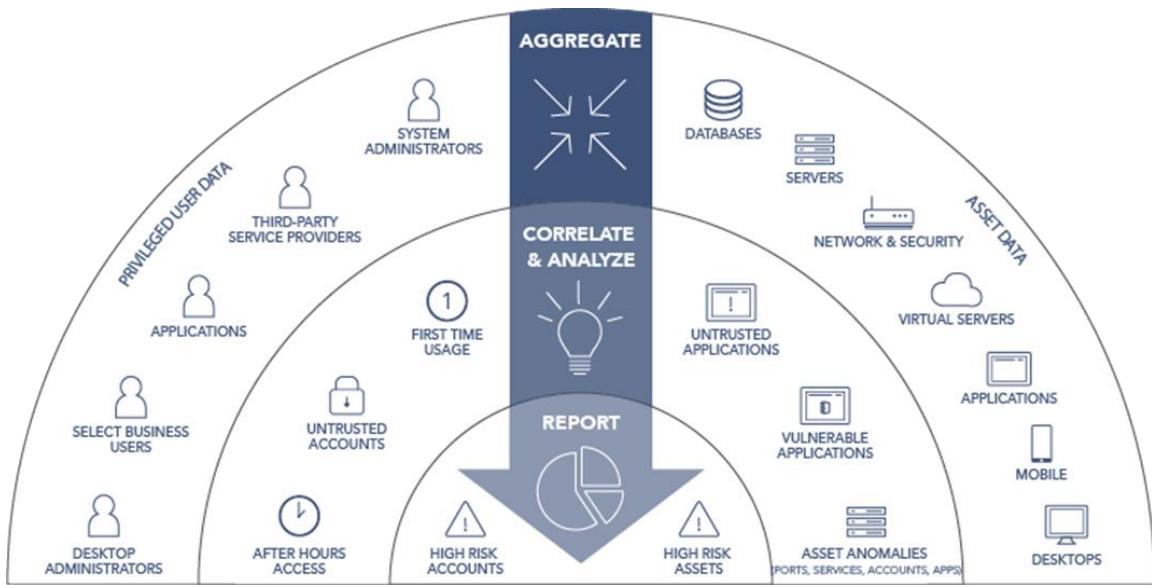 AGGREGATE
SYSTEM
ADMINISTRATORS
DATABASES
SERVERS
PRIVILEGED USER DATA
ASSET DATA
THIRD-PARTY
SERVICE PROVIDERS
NETWORK & SECURITY
CORRELATE
& ANALYZE
APPLICATIONS
1
FIRST TIME
USAGE
!
UNTRUSTED
APPLICATIONS
VIRTUAL SERVERS
SELECT BUSINESS
USERS
UNTRUSTED
ACCOUNTS
REPORT
VULNERABLE
APPLICATIONS
APPLICATIONS
MOBILE
DESKTOP
ADMINISTRATORS
AFTER HOURS
ACCESS
!
HIGH RISK
ACCOUNTS
!
HIGH RISK
ASSETS
ASSET ANOMALIES
(PORTS, SERVICES, ACCOUNTS, APPS)
DESKTOPS